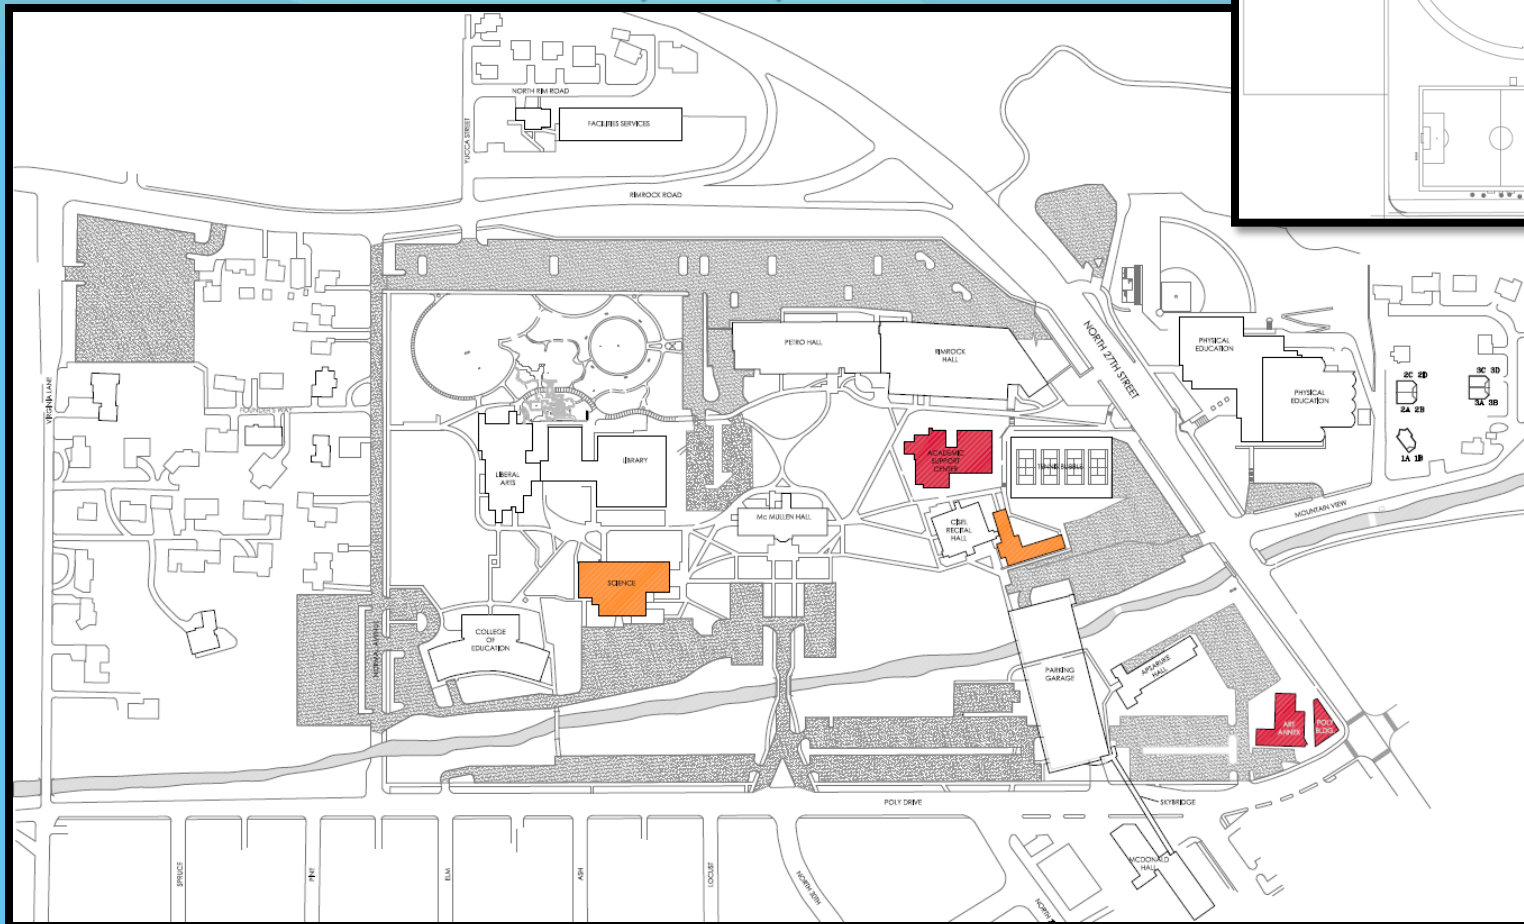 NORTH RIM ROAD
FACILITIES SERVICES
YUCCA STREET
RIMROCK ROAD
NORTH 27TH STREET
PETRO HALL
RIMROCK
HALL
PHYSICAL
EDUCATION
PHYSICAL
EDUCATION
2C 2D
2A 2B
3C 3D
3A 3B
1A 1B
VIRGINIA LANE
FOUNDER'S WAY
LIBERAL
ARTS
LIBRARY
ACADEMIC
SUPPORT
CENTER
TENNIS BUBBLE
Mc MULLEN HALL
CISEL
RECITAL
HALL
MOUNTAIN VIEW
SCIENCE
COLLEGE
OF
EDUCATION
PARKING
GARAGE
APSARUKE
HALL
ART
ANNEX
POLY
BLDG.
POLY DRIVE
SKYBRIDGE
MCDONALD
HALL
SPRUCE
PINE
ELM
ASH
LOCUST
NORTH 30TH
NORTH